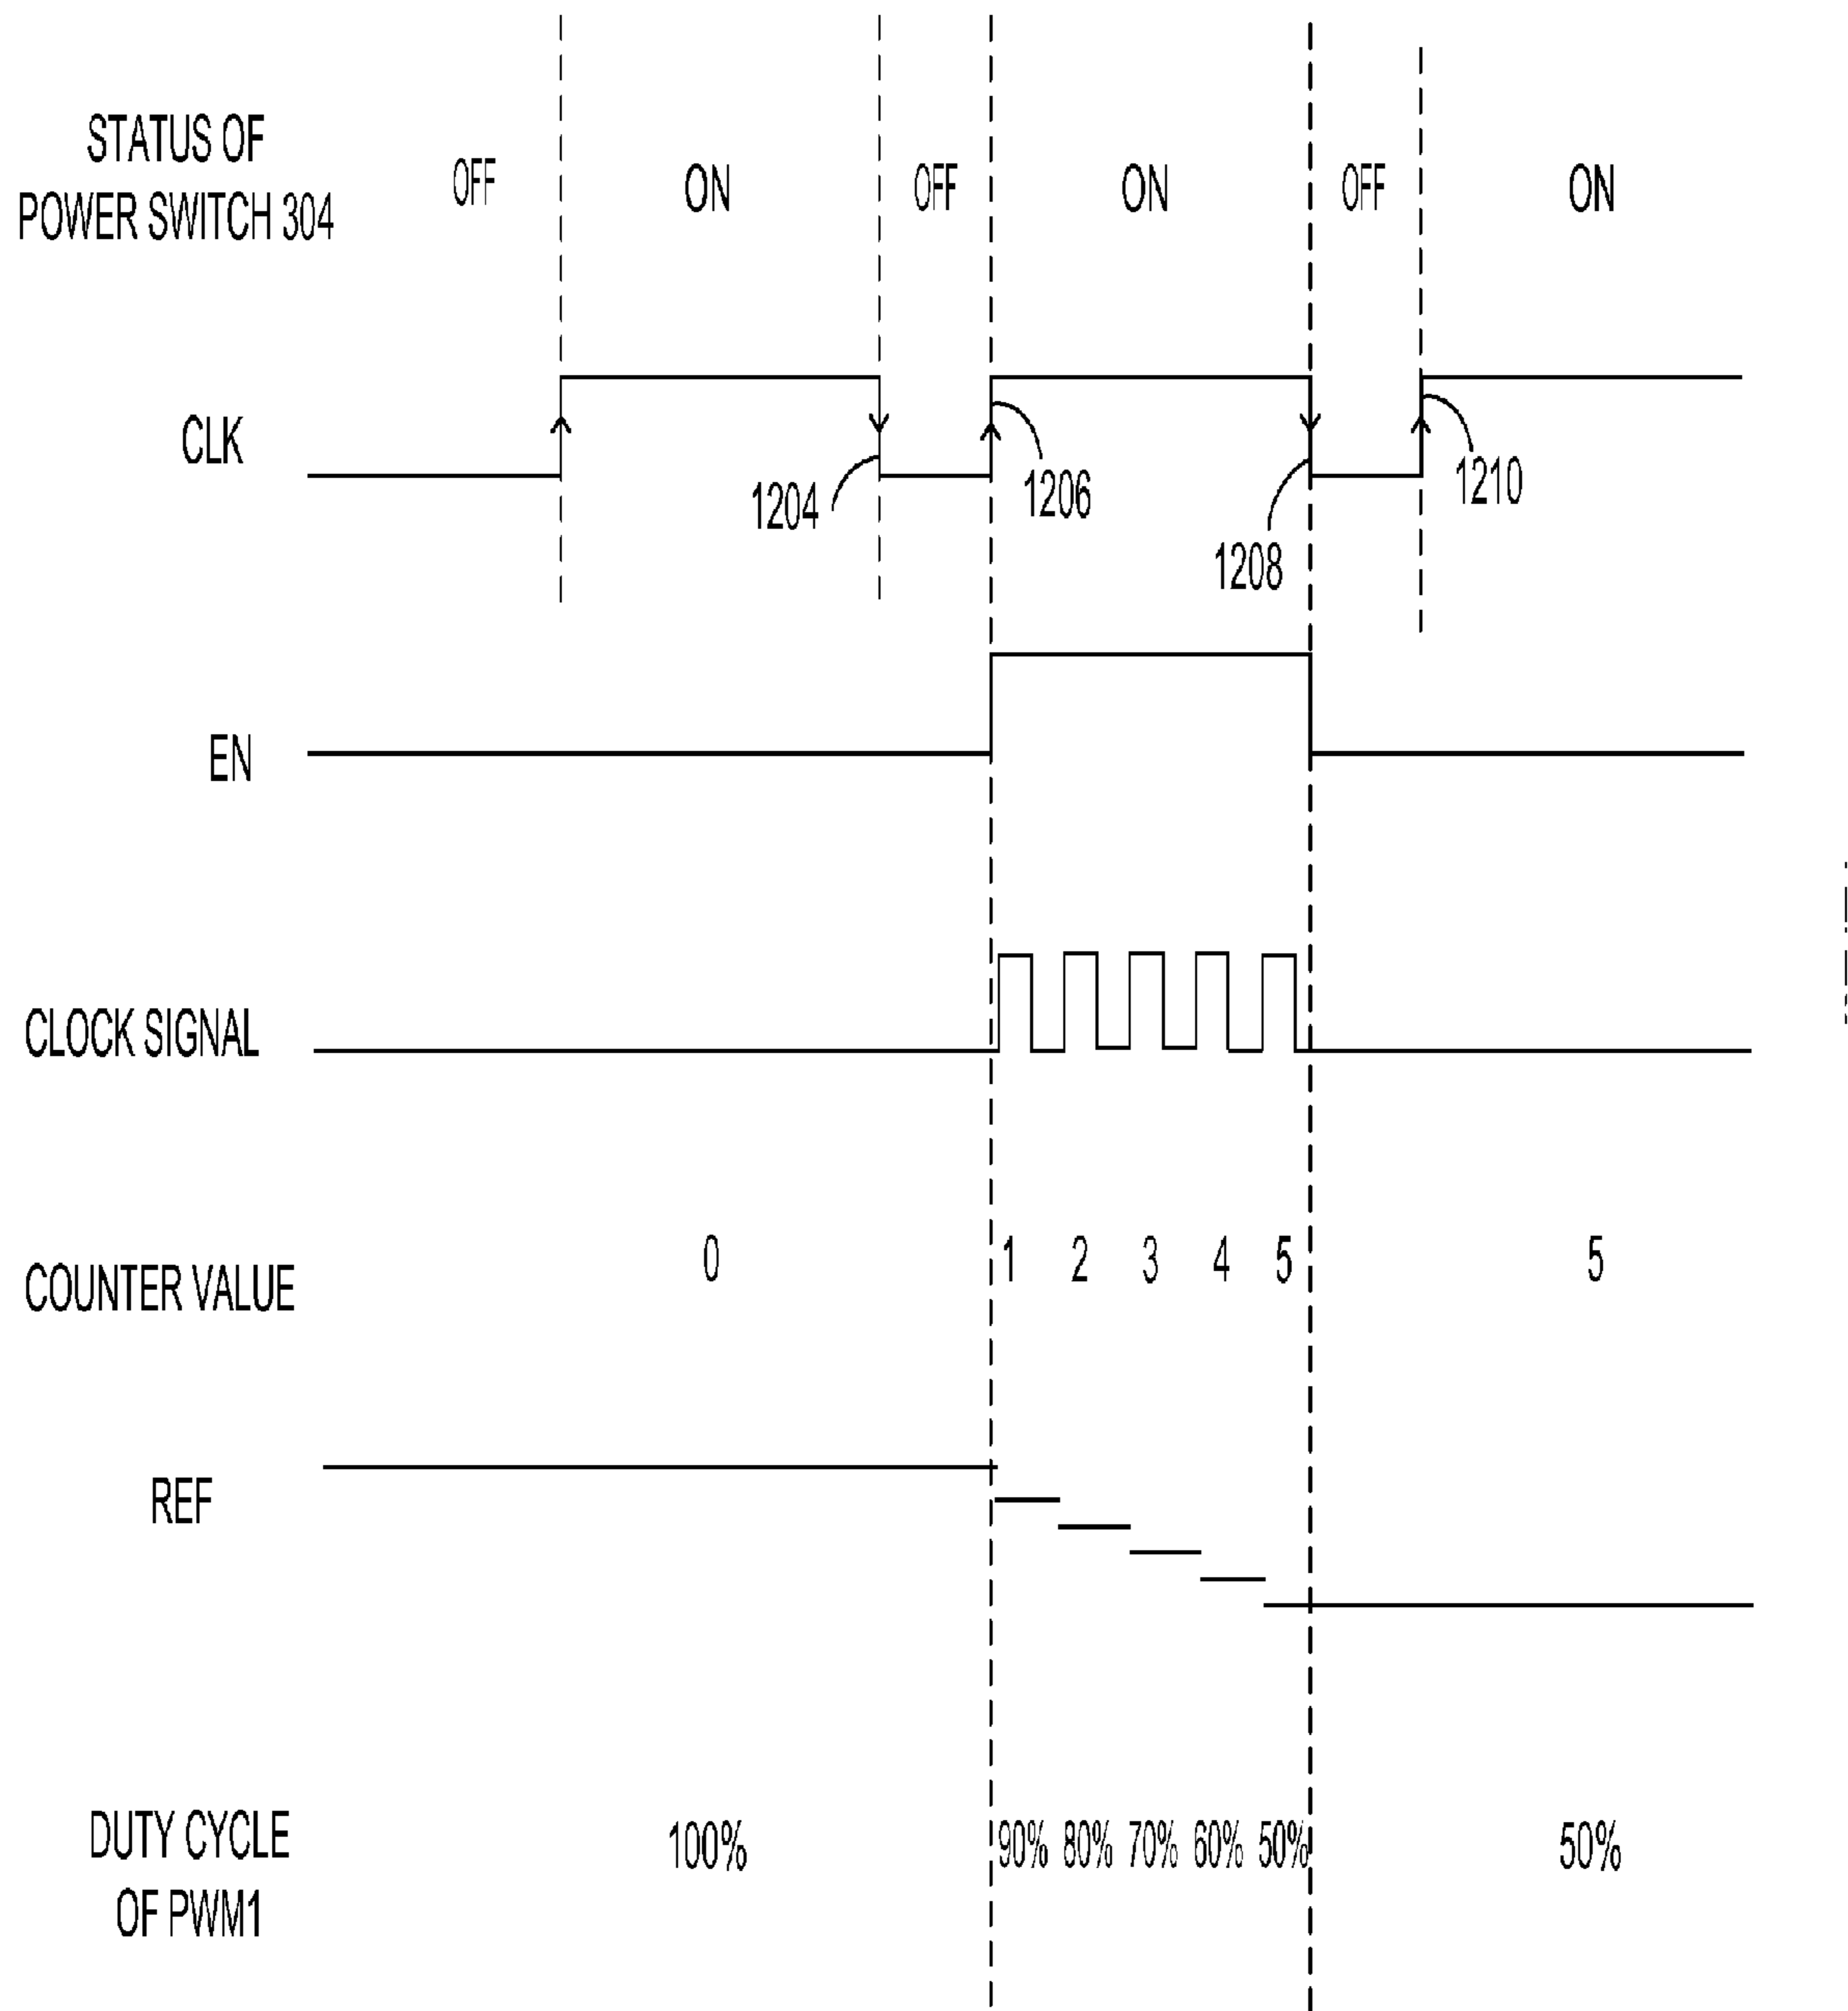 STATUS OF
POWER SWITCH 304
OFF ON OFF ON OFF ON
CLK
1204 1206 1208 1210
EN
CLOCK SIGNAL
COUNTER VALUE
0 1 2 3 4 5 5
REF
DUTY CYCLE
OF PWM1
100% 90% 80% 70% 60% 50% 50%